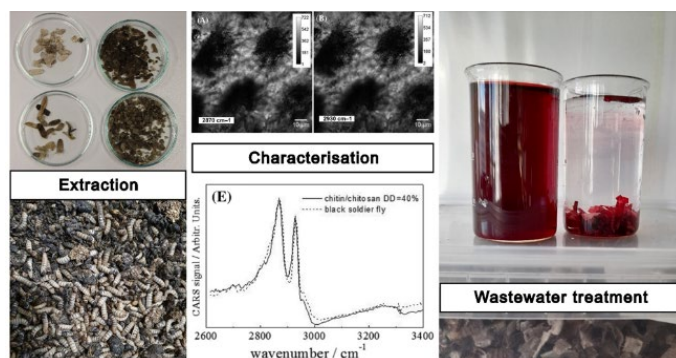 (A)
(B)
2870 cm-1
10µm
2930 cm-1
10µm
Extraction
Characterisation
(E)
chitin/chitosan DD=40%
black soldier fly
CARS signal / Arbitr. Units.
2600 2800 3000 3200 3400
wavenumber / cm-1
Wastewater treatment